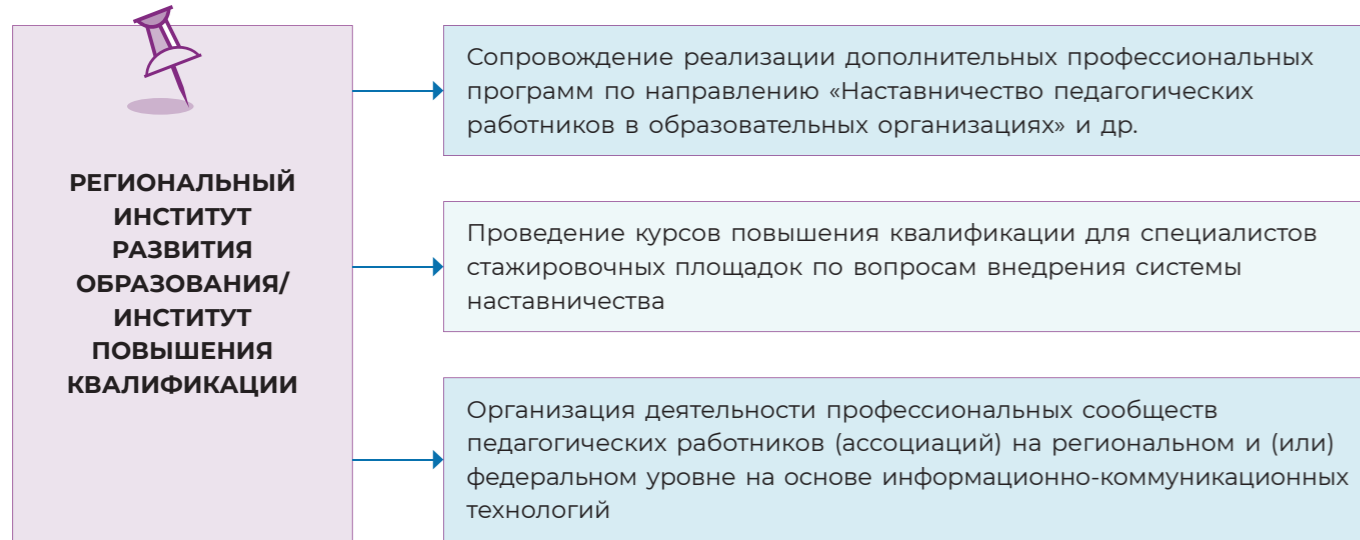 РЕГИОНАЛЬНЫЙ
ИНСТИТУТ
РАЗВИТИЯ
ОБРАЗОВАНИЯ/
ИНСТИТУТ
ПОВЫШЕНИЯ
КВАЛИФИКАЦИИ
Сопровождение реализации дополнительных профессиональных
программ по направлению «Наставничество педагогических
работников в образовательных организациях» и др.
Проведение курсов повышения квалификации для специалистов
стажировочных площадок по вопросам внедрения системы
наставничества
Организация деятельности профессиональных сообществ
педагогических работников (ассоциаций) на региональном и (или)
федеральном уровне на основе информационно-коммуникационных
технологий